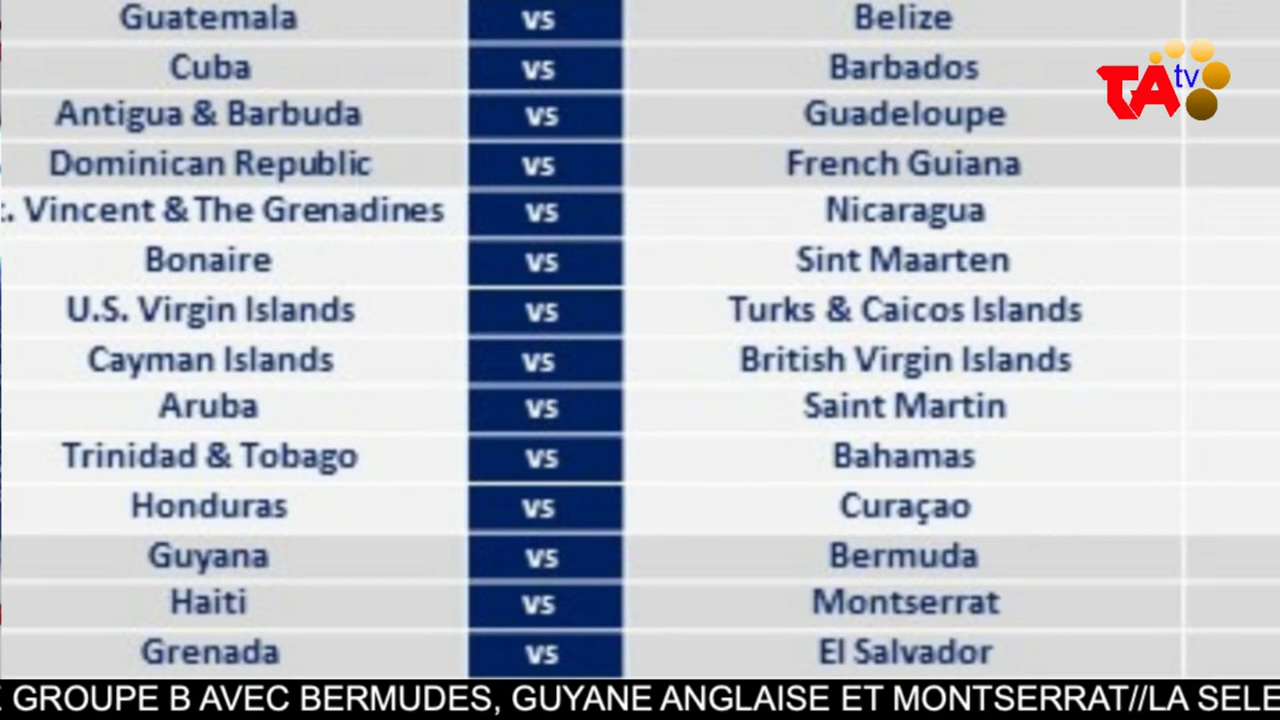 Guatemala vs Belize
Cuba vs Barbados
TA tv
Antigua & Barbuda vs Guadeloupe
Dominican Republic vs French Guiana
. Vincent & The Grenadines vs Nicaragua
Bonaire vs Sint Maarten
U.S. Virgin Islands vs Turks & Caicos Islands
Cayman Islands vs British Virgin Islands
Aruba vs Saint Martin
Trinidad & Tobago vs Bahamas
Honduras vs Curaçao
Guyana vs Bermuda
Haiti vs Montserrat
Grenada vs El Salvador
E GROUPE B AVEC BERMUDES, GUYANE ANGLAISE ET MONTSERRAT//LA SELE